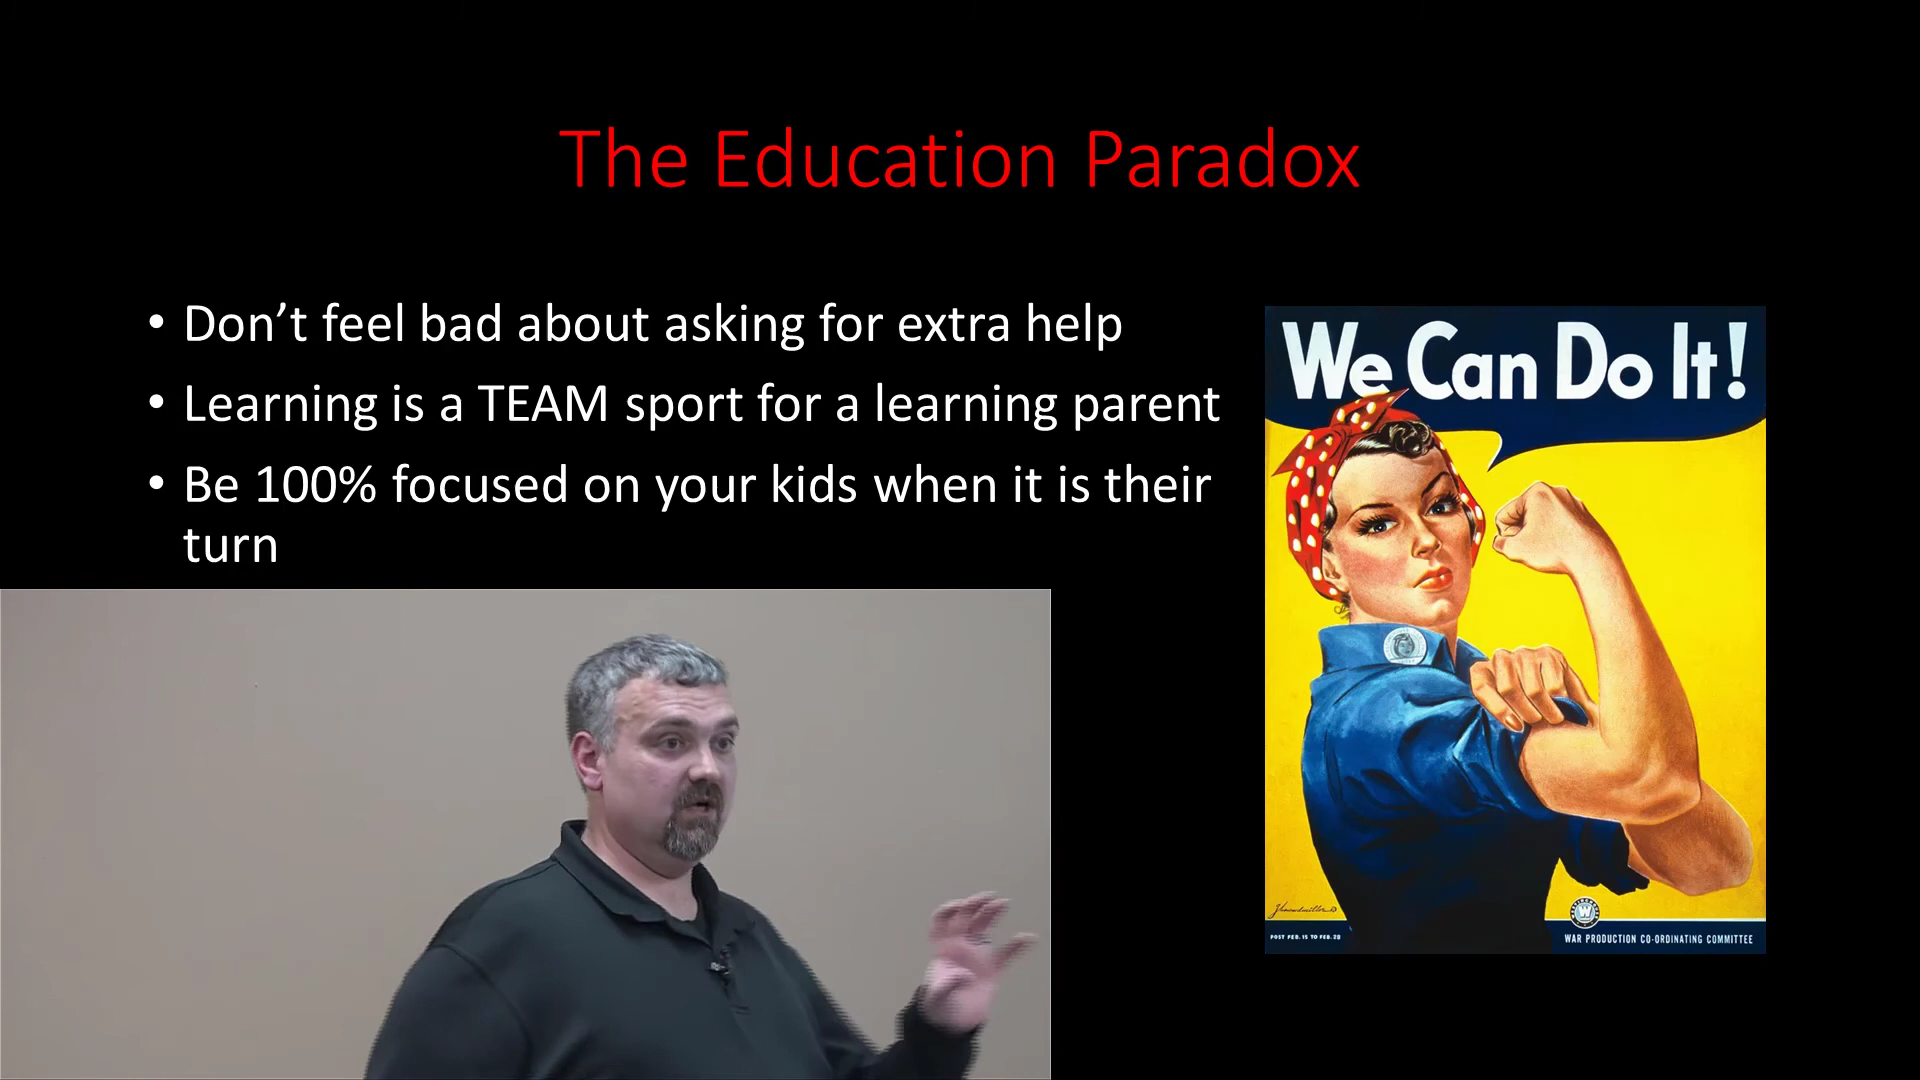 The Education Paradox
• Don’t feel bad about asking for extra help
• Learning is a TEAM sport for a learning parent
• Be 100% focused on your kids when it is their
turn
We Can Do It!
POST FEB. 15 TO FEB. 28
WAR PRODUCTION CO-ORDINATING COMMITTEE